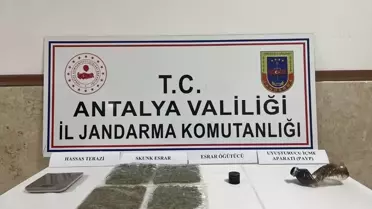 T.C.
ANTALYA VALİLİĞİ
İL JANDARMA KOMUTANLIĞI
HASSAS TERAZİ
SKUNK ESRAR
ESRAR ÖĞÜTÜCÜ
UYUŞTURUCU İÇME
APARATI (PAYP)